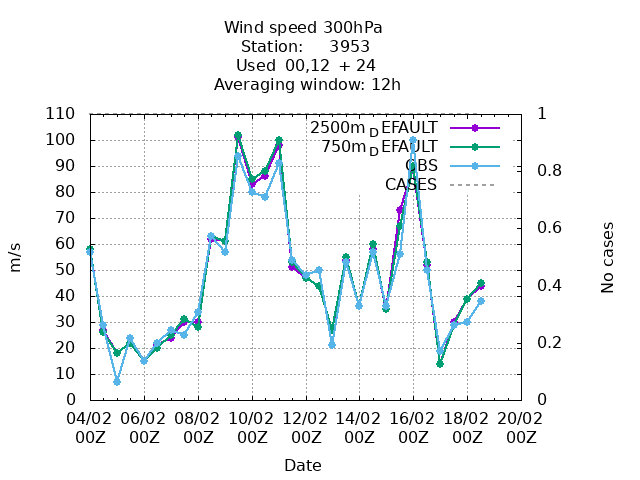 Wind speed 300hPa
Station: 3953
Used 00,12 + 24
Averaging window: 12h
110 1
2500m_DEFAULT
100
750m_DEFAULT
90 OBS
0.8
80 CASES
70
60 0.6
50
m/s No cases
40 0.4
30
20 0.2
10
0 0
04/02 06/02 08/02 10/02 12/02 14/02 16/02 18/02 20/02
00Z 00Z 00Z 00Z 00Z 00Z 00Z 00Z 00Z
Date